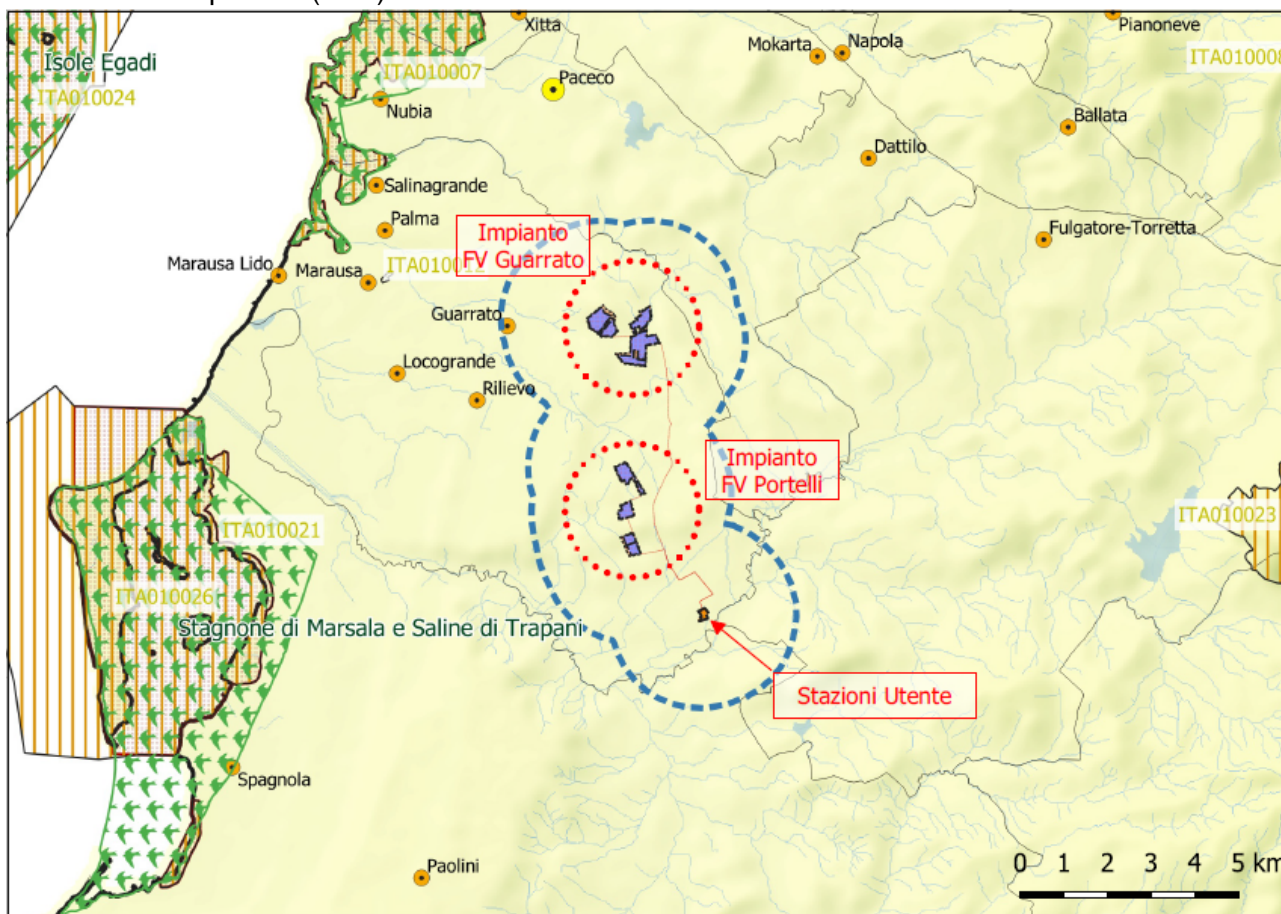 Xitta
Pianoneve
Mokarta
Napola
Isole Egadi
ITA010007
ITA010008
ITA010024
Paceco
Nubia
Ballata
Dattilo
Salinagrande
Palma
Impianto
FV Guarrato
Fulgatore-Torretta
Marausa Lido
Marausa
ITA010012
Guarrato
Locogrande
Rilievo
Impianto
FV Portelli
ITA010021
ITA010023
ITA010026
Stagnone di Marsala e Saline di Trapani
Stazioni Utente
Spagnola
Paolini
0 1 2 3 4 5 km